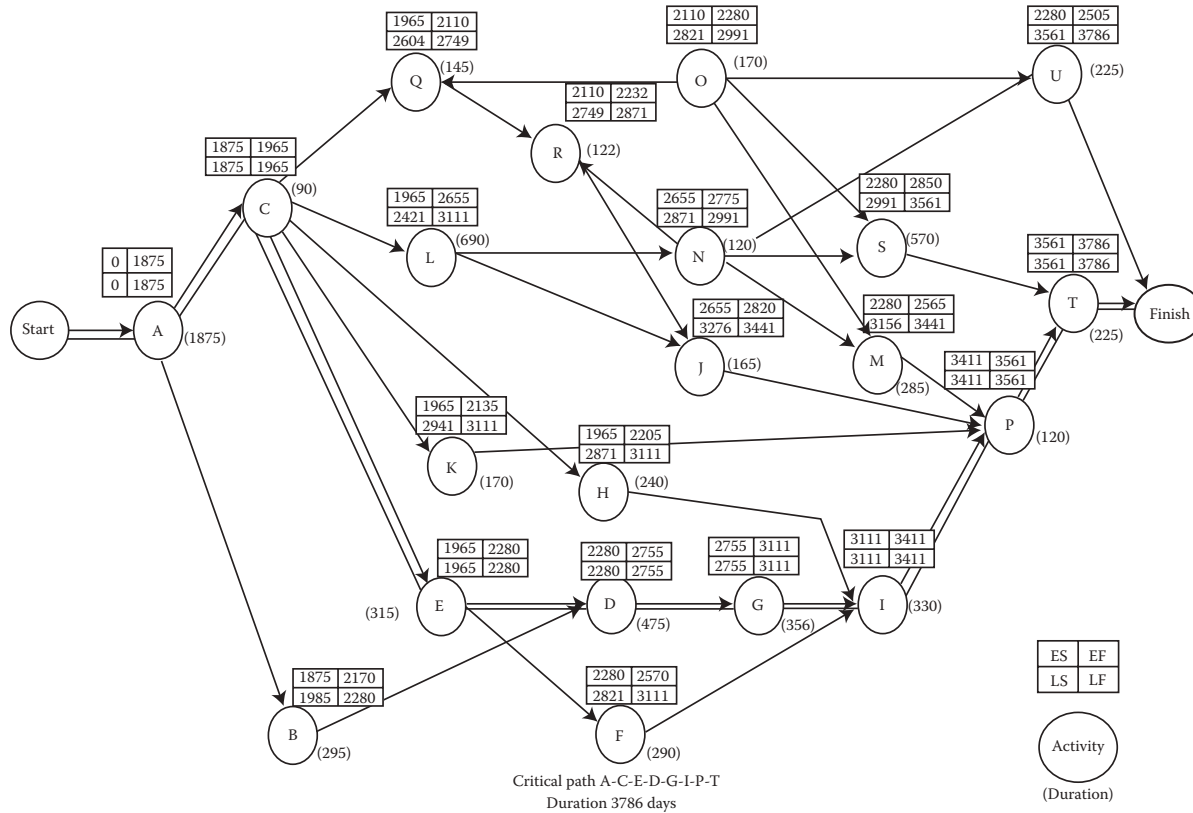 1965 2110
2604 2749
Q
(145)
2110 2280
2821 2991
O
(170)
2280 2505
3561 3786
U
(225)
2110 2232
2749 2871
R
(122)
1875 1965
1875 1965
C
(90)
1965 2655
2421 3111
L
(690)
2655 2775
2871 2991
N
(120)
2280 2850
2991 3561
S
(570)
0 1875
0 1875
Start
A
(1875)
3561 3786
3561 3786
T
(225)
Finish
2655 2820
3276 3441
J
(165)
2280 2565
3156 3441
M
(285)
3411 3561
3411 3561
P
(120)
1965 2135
2941 3111
K
(170)
1965 2205
2871 3111
H
(240)
1965 2280
1965 2280
E
(315)
2280 2755
2280 2755
D
(475)
2755 3111
2755 3111
G
(356)
3111 3411
3111 3411
I
(330)
1875 2170
1985 2280
B
(295)
2280 2570
2821 3111
F
(290)
ES EF
LS LF
Activity
(Duration)
Critical path A-C-E-D-G-I-P-T
Duration 3786 days